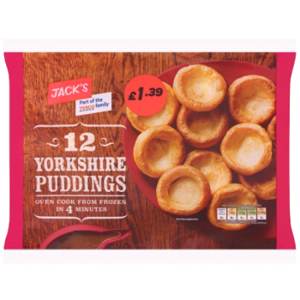 JACK'S
Part of the
TESCO family
£1.39
12
YORKSHIRE
PUDDINGS
OVEN COOK FROM FROZEN
IN 4 MINUTES